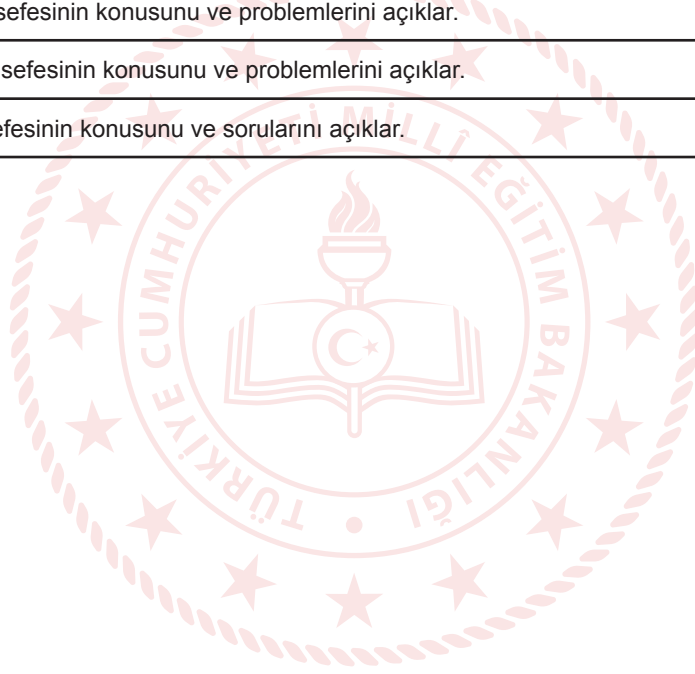 sefesinin konusunu ve problemlerini açıklar.
sefesinin konusunu ve problemlerini açıklar.
efesinin konusunu ve sorularını açıklar.
TÜRKİYE CUMHURİYETİ MİLLÎ EĞİTİM BAKANLIĞI